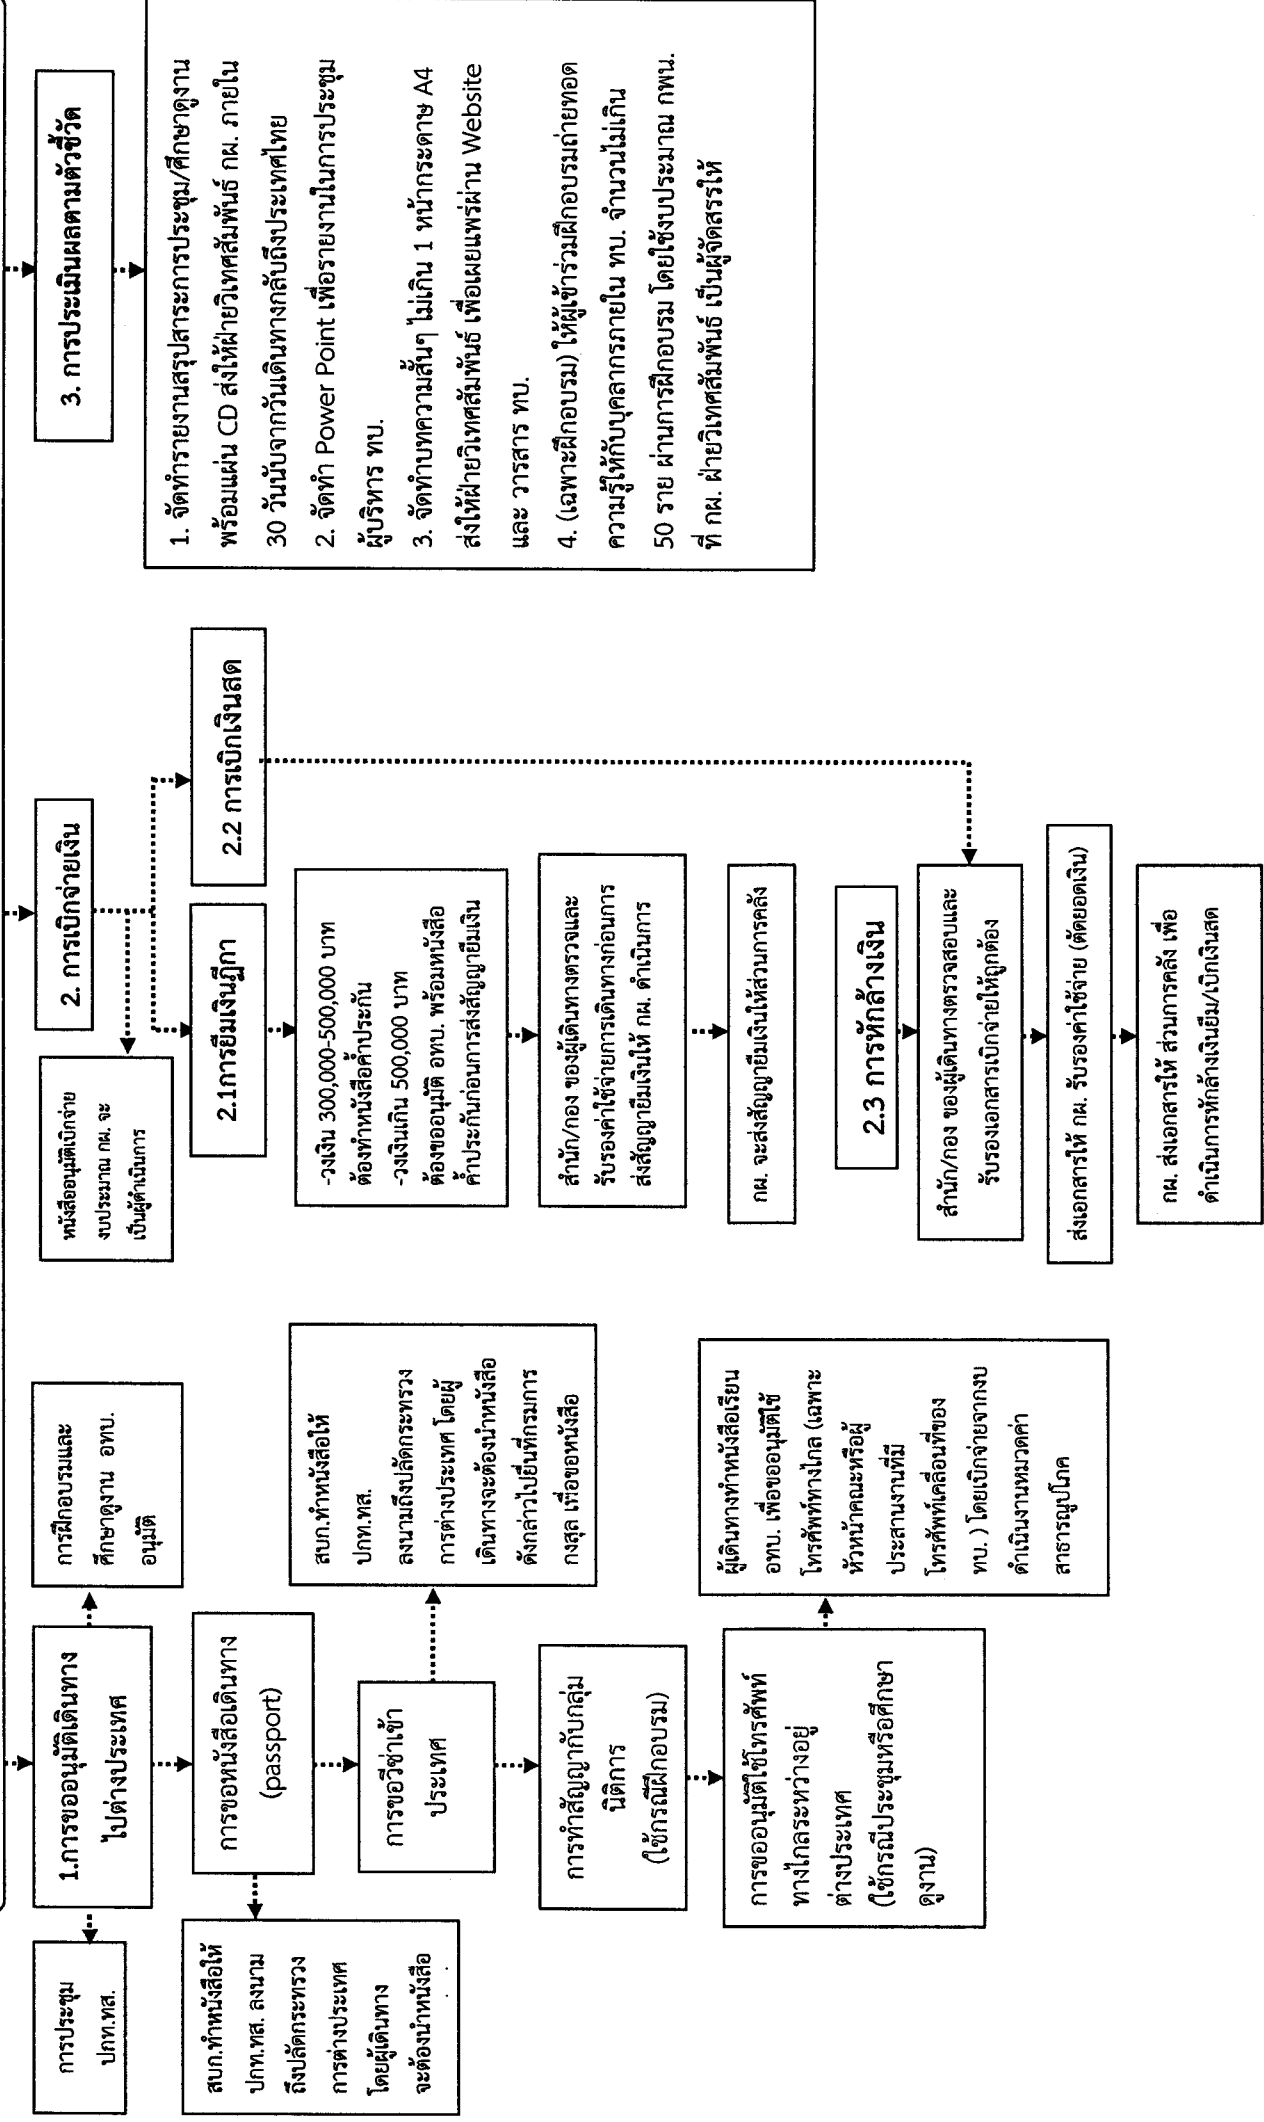 การประชุม
ปกท.ทส.
1.การขออนุมัติเดินทาง
ไปต่างประเทศ
การฝึกอบรมและ
ศึกษาดูงาน อทบ.
อนุมัติ
สบก.ทำหนังสือให้
ปกท.ทส. ลงนาม
ถึงปลัดกระทรวง
การต่างประเทศ
โดยผู้เดินทาง
จะต้องนำหนังสือ
การขอหนังสือเดินทาง
(passport)
การขอวีซ่าเข้า
ประเทศ
สบก.ทำหนังสือให้
ปกท.ทส.
ลงนามถึงปลัดกระทรวง
การต่างประเทศ โดยผู้
เดินทางจะต้องนำหนังสือ
ดังกล่าวไปยื่นที่กรมการ
กงสุล เพื่อขอหนังสือ
การทำสัญญากับกลุ่ม
นิติการ
(ใช้กรณีฝึกอบรม)
การขออนุมัติใช้โทรศัพท์
ทางไกลระหว่างอยู่
ต่างประเทศ
(ใช้กรณีประชุมหรือศึกษา
ดูงาน)
ผู้เดินทางทำหนังสือเรียน
อทบ. เพื่อขออนุมัติใช้
โทรศัพท์ทางไกล (เฉพาะ
หัวหน้าคณะหรือผู้
ประสานงานที่มี
โทรศัพท์เคลื่อนที่ของ
ทบ. ) โดยเบิกจ่ายจากงบ
ดำเนินงานหมวดค่า
สาธารณูปโภค
2. การเบิกจ่ายเงิน
หนังสืออนุมัติเบิกจ่าย
งบประมาณ กผ. จะ
เป็นผู้ดำเนินการ
2.1การยืมเงินฎีกา
2.2 การเบิกเงินสด
-วงเงิน 300,000-500,000 บาท
ต้องทำหนังสือค้ำประกัน
-วงเงินเกิน 500,000 บาท
ต้องขออนุมัติ อทบ. พร้อมหนังสือ
ค้ำประกันก่อนการส่งสัญญายืมเงิน
สำนัก/กอง ของผู้เดินทางตรวจและ
รับรองค่าใช้จ่ายการเดินทางก่อนการ
ส่งสัญญายืมเงินให้ กผ. ดำเนินการ
กผ. จะส่งสัญญายืมเงินให้ส่วนการคลัง
2.3 การหักล้างเงิน
สำนัก/กอง ของผู้เดินทางตรวจสอบและ
รับรองเอกสารเบิกจ่ายให้ถูกต้อง
ส่งเอกสารให้ กผ. รับรองค่าใช้จ่าย (ตัดยอดเงิน)
กผ. ส่งเอกสารให้ ส่วนการคลัง เพื่อ
ดำเนินการหักล้างเงินยืม/เบิกเงินสด
3. การประเมินผลตามตัวชี้วัด
1. จัดทำรายงานสรุปสาระการประชุม/ศึกษาดูงาน
พร้อมแผ่น CD ส่งให้ฝ่ายวิเทศสัมพันธ์ กผ. ภายใน
30 วันนับจากวันเดินทางกลับถึงประเทศไทย
2. จัดทำ Power Point เพื่อรายงานในการประชุม
ผู้บริหาร ทบ.
3. จัดทำบทความสั้นๆ ไม่เกิน 1 หน้ากระดาษ A4
ส่งให้ฝ่ายวิเทศสัมพันธ์ เพื่อเผยแพร่ผ่าน Website
และ วารสาร ทบ.
4. (เฉพาะฝึกอบรม) ให้ผู้เข้าร่วมฝึกอบรมถ่ายทอด
ความรู้ให้กับบุคลากรภายใน ทบ. จำนวนไม่เกิน
50 ราย ผ่านการฝึกอบรม โดยใช้งบประมาณ กพน.
ที่ กผ. ฝ่ายวิเทศสัมพันธ์ เป็นผู้จัดสรรให้